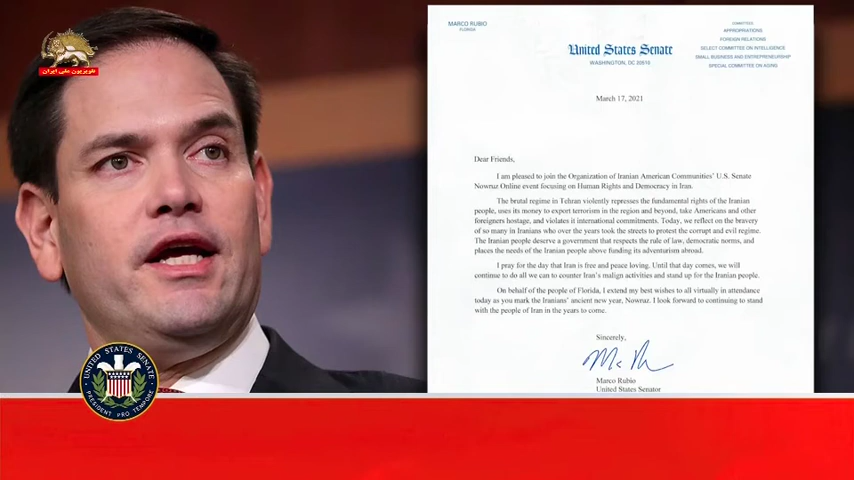 تلویزیون ملی ایران
MARCO RUBIO
FLORIDA
COMMITTEES
APPROPRIATIONS
FOREIGN RELATIONS
SELECT COMMITTEE ON INTELLIGENCE
SMALL BUSINESS AND ENTREPRENEURSHIP
SPECIAL COMMITTEE ON AGING
United States Senate
WASHINGTON, DC 20510
March 17, 2021
Dear Friends,
I am pleased to join the Organization of Iranian American Communities' U.S. Senate
Nowruz Online event focusing on Human Rights and Democracy in Iran.
The brutal regime in Tehran violently represses the fundamental rights of the Iranian
people, uses its money to export terrorism in the region and beyond, take Americans and other
foreigners hostage, and violates it international commitments. Today, we reflect on the bravery
of so many in Iranians who over the years took the streets to protest the corrupt and evil regime.
The Iranian people deserve a government that respects the rule of law, democratic norms, and
places the needs of the Iranian people above funding its adventurism abroad.
I pray for the day that Iran is free and peace loving. Until that day comes, we will
continue to do all we can to counter Iran's malign activities and stand up for the Iranian people.
On behalf of the people of Florida, I extend my best wishes to all virtually in attendance
today as you mark the Iranians' ancient new year, Nowruz. I look forward to continuing to stand
with the people of Iran in the years to come.
Sincerely,
Marco Rubio
United States Senator
UNITED STATES SENATE
PRESIDENT PRO TEMPORE